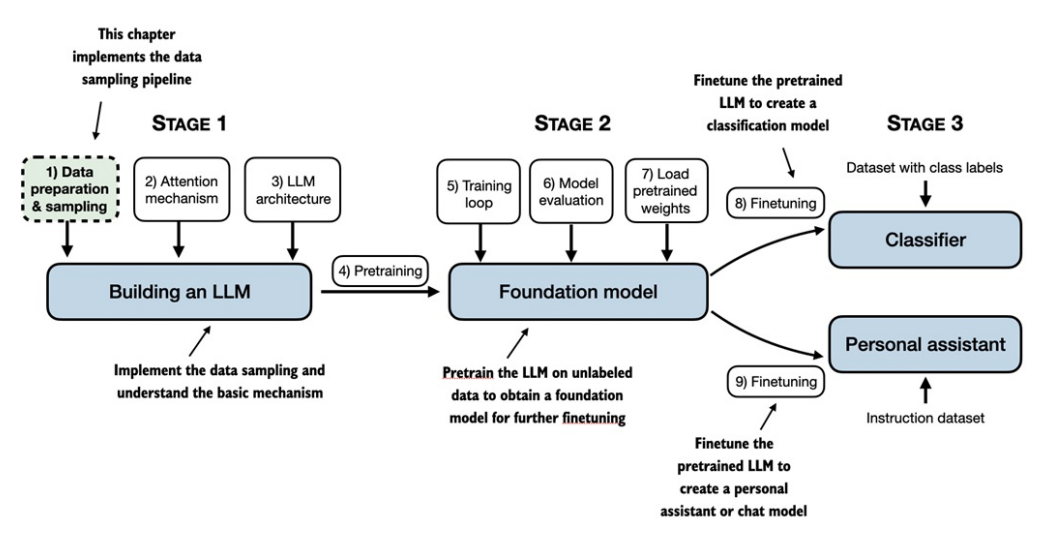 This chapter
implements the data
sampling pipeline
STAGE 1
1) Data
preparation
& sampling
2) Attention
mechanism
3) LLM
architecture
Building an LLM
Implement the data sampling and
understand the basic mechanism
4) Pretraining
STAGE 2
5) Training
loop
6) Model
evaluation
7) Load
pretrained
weights
Foundation model
Pretrain the LLM on unlabeled
data to obtain a foundation
model for further finetuning
Finetune the pretrained
LLM to create a
classification model
STAGE 3
8) Finetuning
Dataset with class labels
Classifier
Personal assistant
9) Finetuning
Instruction dataset
Finetune the
pretrained LLM to
create a personal
assistant or chat model